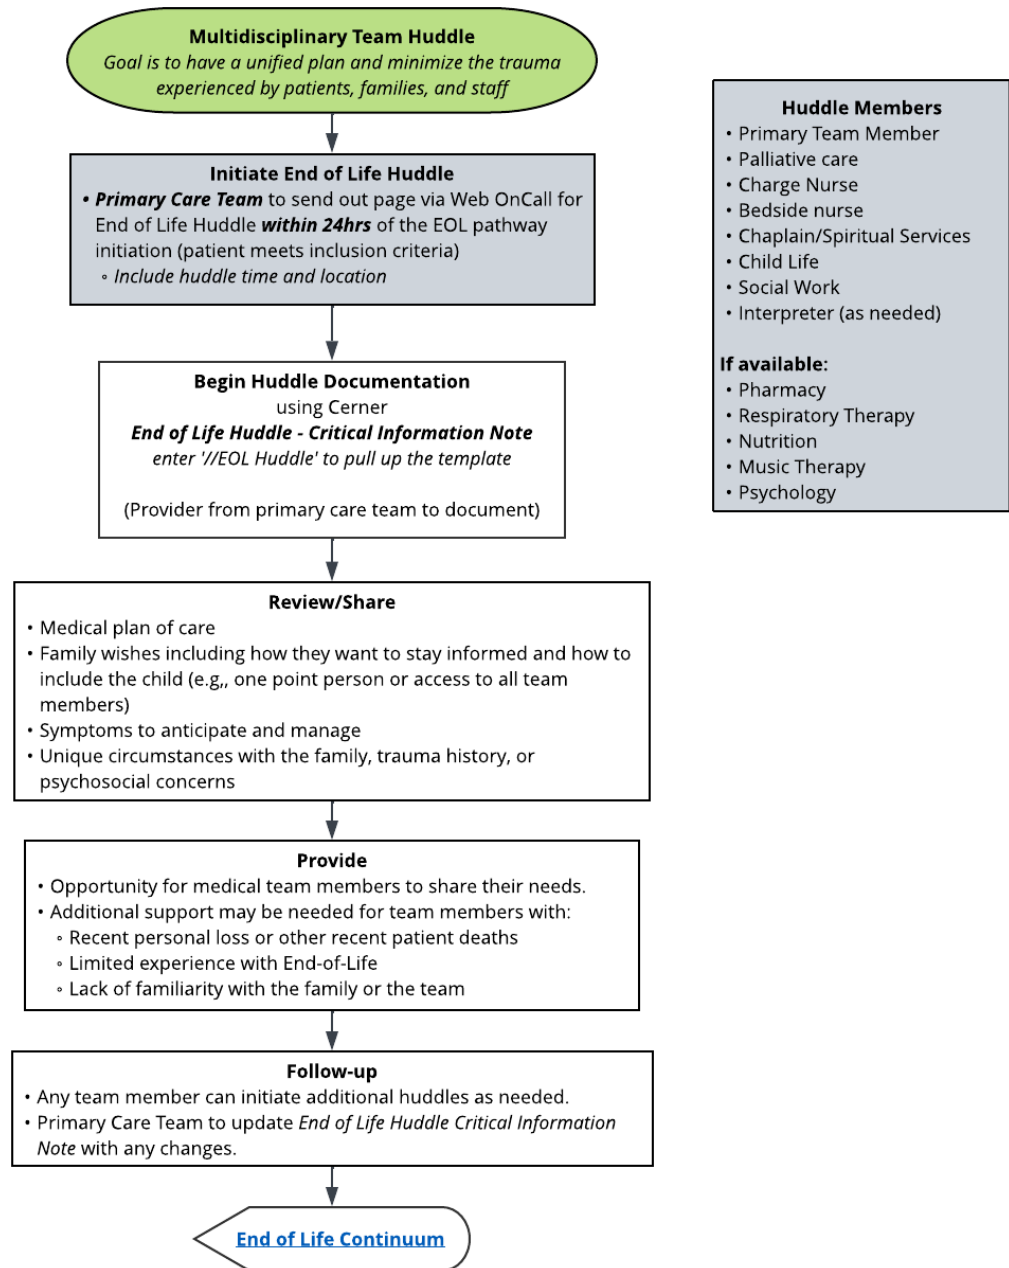 Multidisciplinary Team Huddle
Goal is to have a unified plan and minimize the trauma
experienced by patients, families, and staff
Initiate End of Life Huddle
• Primary Care Team to send out page via Web OnCall for
End of Life Huddle within 24hrs of the EOL pathway
initiation (patient meets inclusion criteria)
◦ Include huddle time and location
Begin Huddle Documentation
using Cerner
End of Life Huddle - Critical Information Note
enter '//EOL Huddle' to pull up the template
(Provider from primary care team to document)
Review/Share
• Medical plan of care
• Family wishes including how they want to stay informed and how to
include the child (e.g,, one point person or access to all team
members)
• Symptoms to anticipate and manage
• Unique circumstances with the family, trauma history, or
psychosocial concerns
Provide
• Opportunity for medical team members to share their needs.
• Additional support may be needed for team members with:
◦ Recent personal loss or other recent patient deaths
◦ Limited experience with End-of-Life
◦ Lack of familiarity with the family or the team
Follow-up
• Any team member can initiate additional huddles as needed.
• Primary Care Team to update End of Life Huddle Critical Information
Note with any changes.
End of Life Continuum
Huddle Members
• Primary Team Member
• Palliative care
• Charge Nurse
• Bedside nurse
• Chaplain/Spiritual Services
• Child Life
• Social Work
• Interpreter (as needed)
If available:
• Pharmacy
• Respiratory Therapy
• Nutrition
• Music Therapy
• Psychology